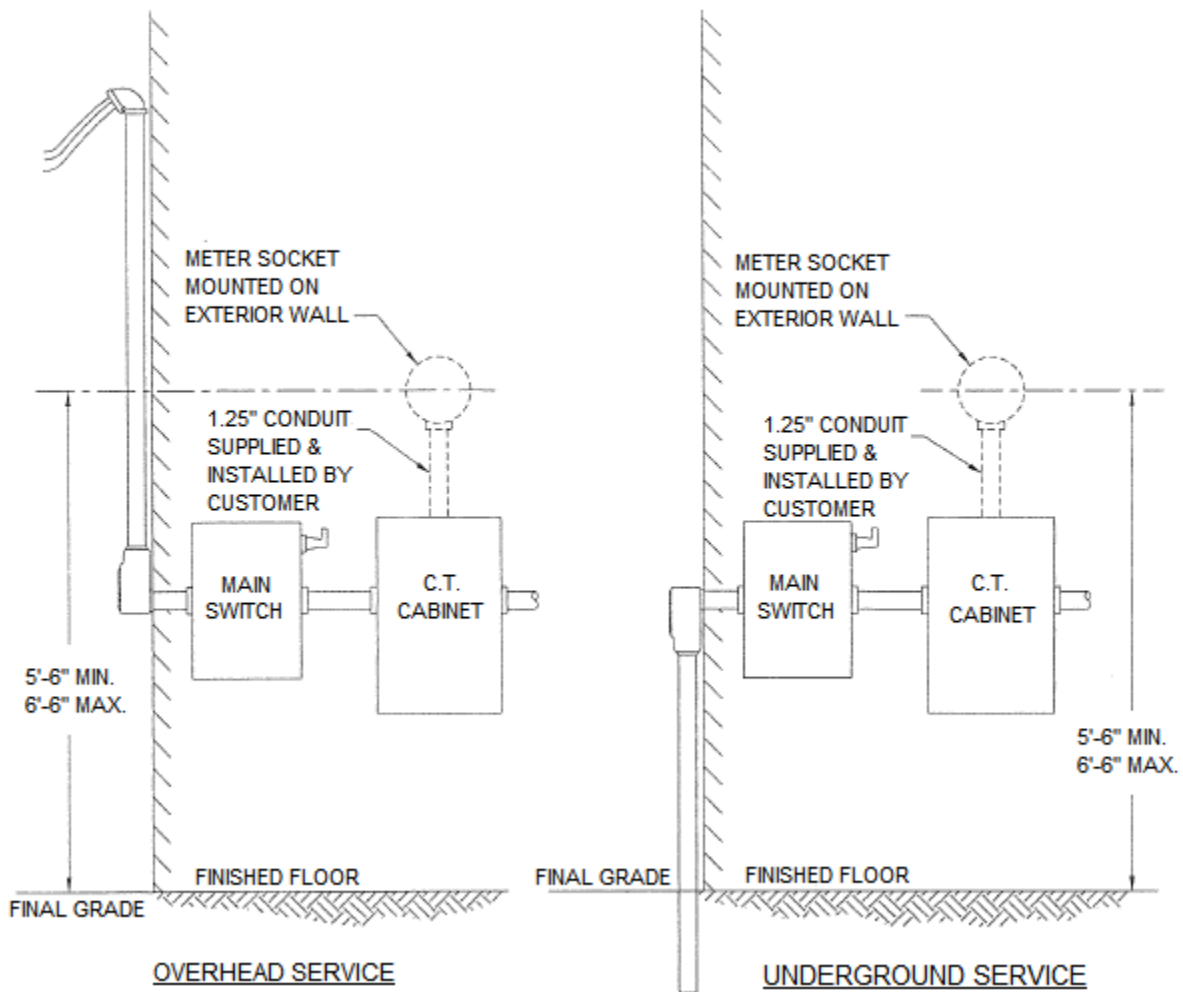 METER SOCKET
MOUNTED ON
EXTERIOR WALL
1.25" CONDUIT
SUPPLIED &
INSTALLED BY
CUSTOMER
MAIN
SWITCH
C.T.
CABINET
5'-6" MIN.
6'-6" MAX.
FINISHED FLOOR
FINAL GRADE
OVERHEAD SERVICE
METER SOCKET
MOUNTED ON
EXTERIOR WALL
1.25" CONDUIT
SUPPLIED &
INSTALLED BY
CUSTOMER
MAIN
SWITCH
C.T.
CABINET
5'-6" MIN.
6'-6" MAX.
FINAL GRADE
FINISHED FLOOR
UNDERGROUND SERVICE